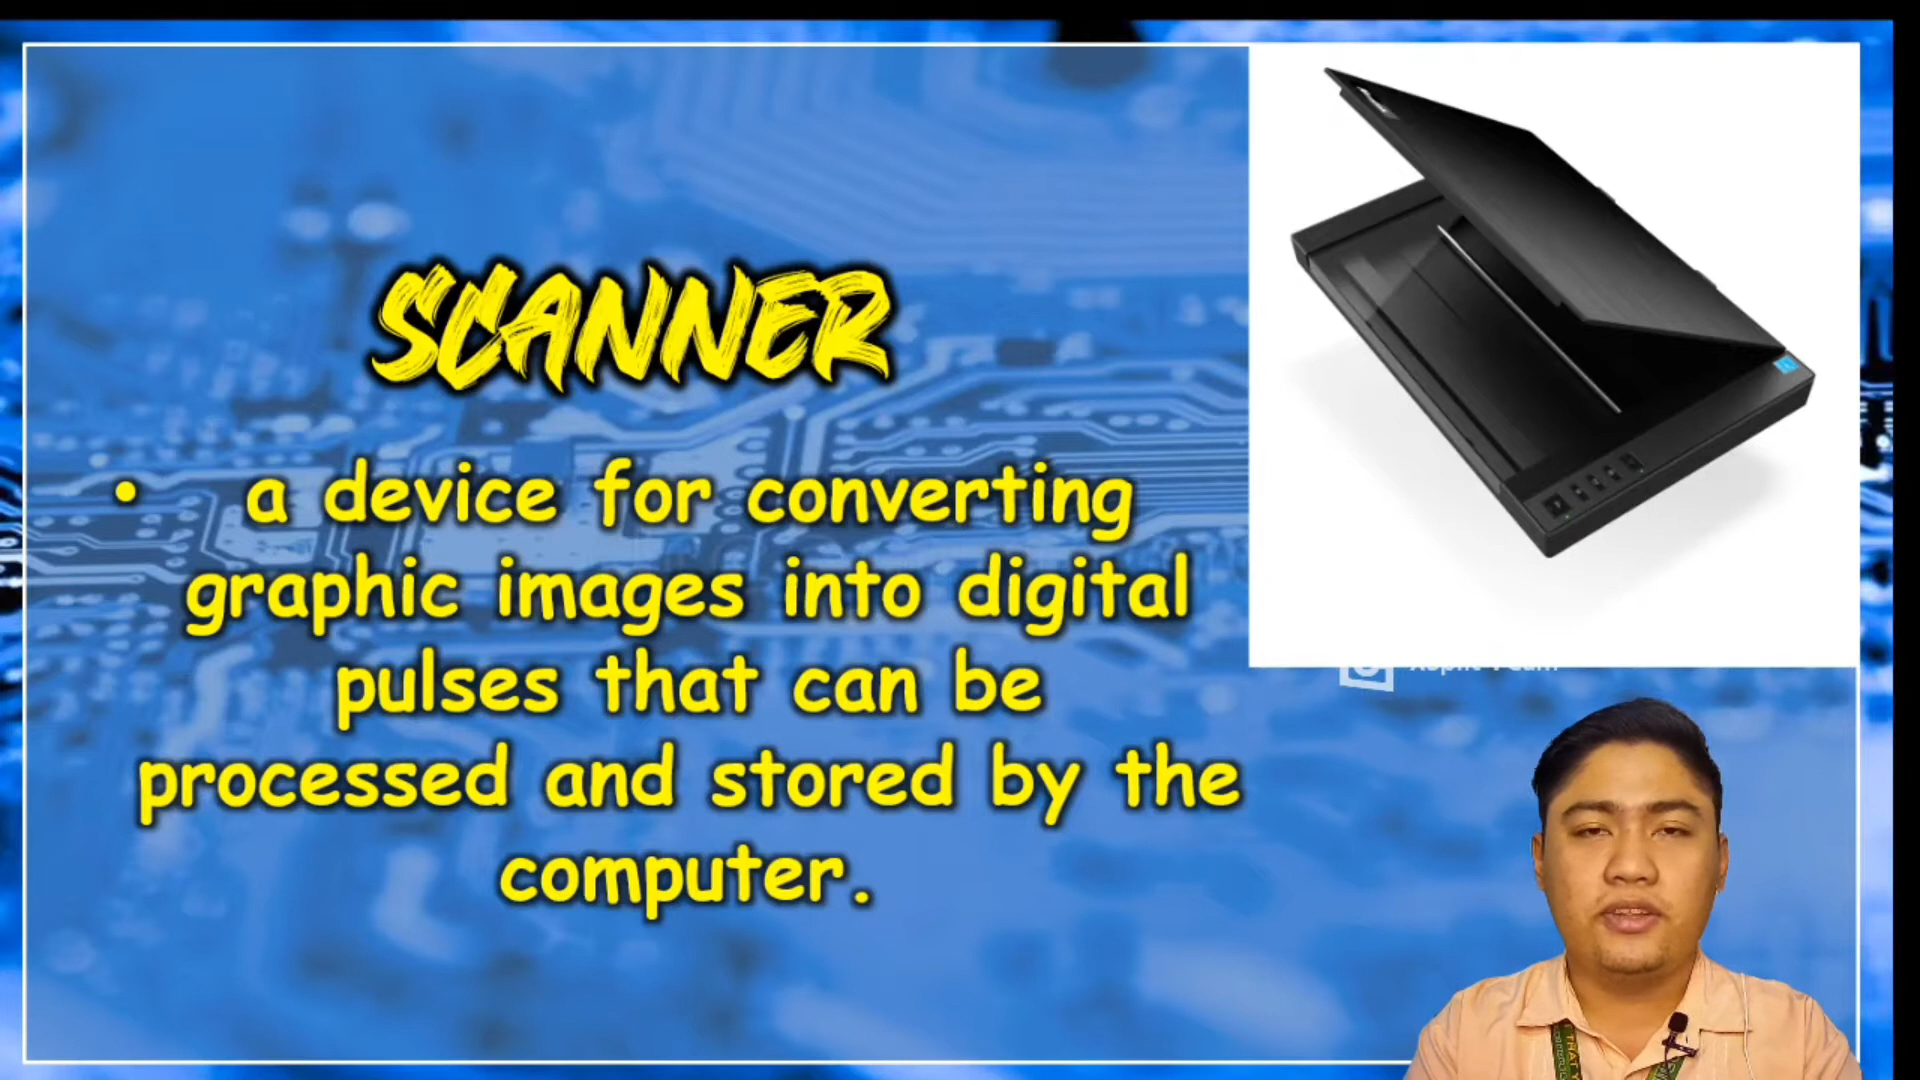 SCANNER
• a device for converting
graphic images into digital
pulses that can be
processed and stored by the
computer.